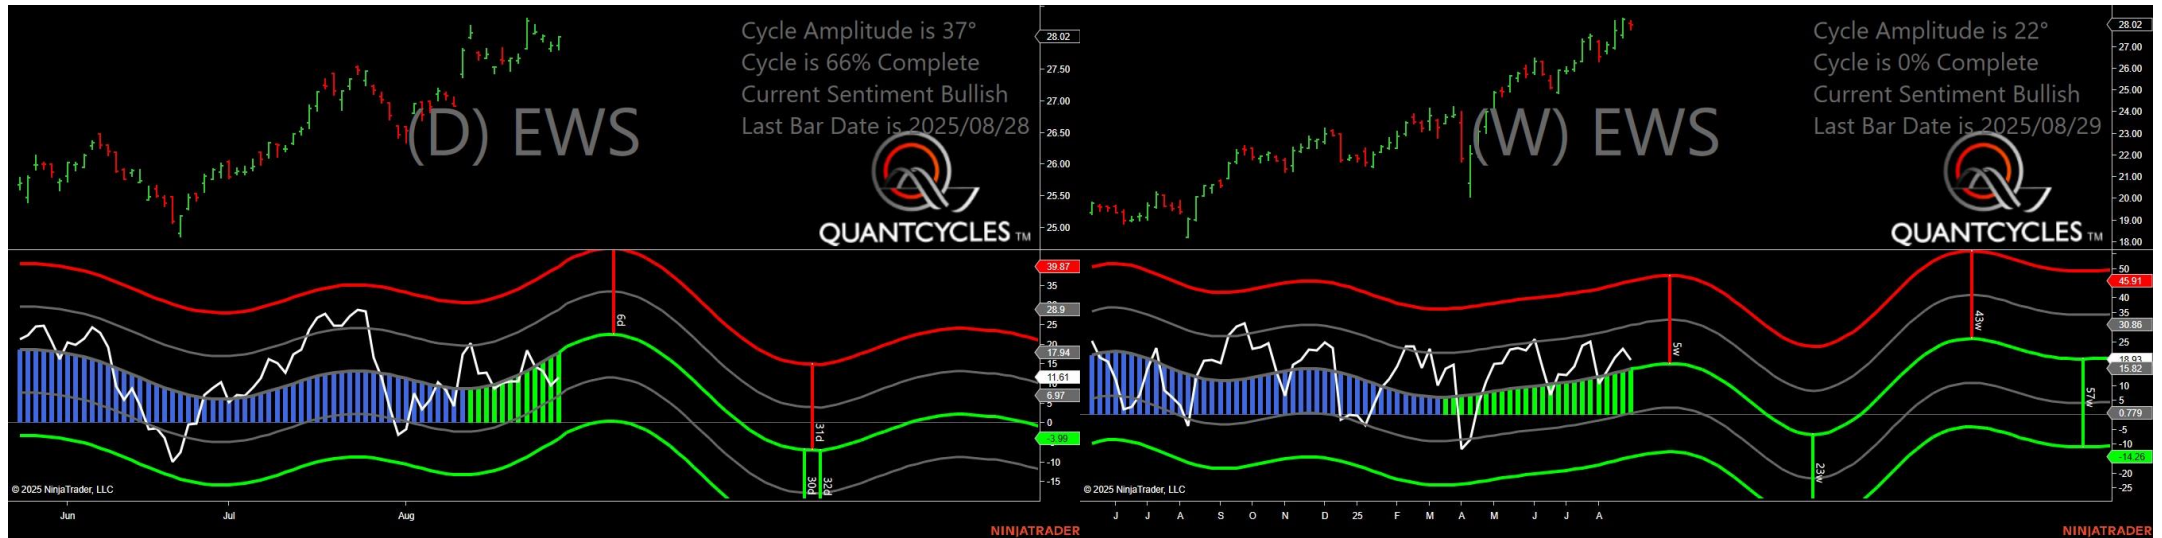 Cycle Amplitude is 37°
Cycle is 66% Complete
Current Sentiment Bullish
Last Bar Date is 2025/08/28
(D) EWS
QUANTCYCLES TM
28.02
27.50
27.00
26.50
26.00
25.50
25.00
39.87
35
30
28.9
25
20
17.94
11.61
6.97
5
0
-3.99
-10
-15
6d
31d
30d
32d
© 2025 NinjaTrader, LLC
Jun
Jul
Aug
NINJATRADER
Cycle Amplitude is 22°
Cycle is 0% Complete
Current Sentiment Bullish
Last Bar Date is 2025/08/29
(W) EWS
QUANTCYCLES TM
28.02
27.00
26.00
25.00
24.00
23.00
22.00
21.00
20.00
19.00
18.00
50
45.91
40
35
30.86
25
18.93
15.82
10
5
0.779
-5
-10
-14.26
-20
-25
5w
43w
23w
57w
© 2025 NinjaTrader, LLC
J J A S O N D 25 F M A M J J A
NINJATRADER